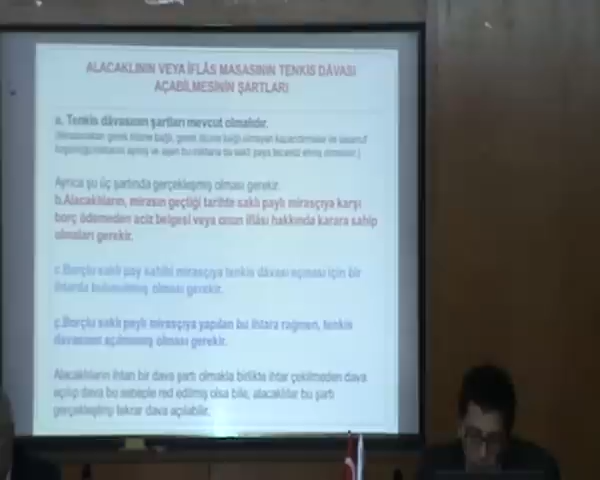 ALACAKLININ VEYA İFLÂS MASASININ TENKİS DÂVASI
AÇABİLMESİNİN ŞARTLARI
a. Tenkis dâvasının şartları mevcut olmalıdır.
Ayrıca şu üç şartında gerçekleşmiş olması gerekir.
b.Alacaklıların, mirasın geçtiği tarihte saklı paylı mirasçıya karşı
borç ödemeden aciz belgesi veya onun iflâsı hakkında karara sahip
olmaları gerekir.
c.Borçlu saklı pay sahibi mirasçıya tenkis dâvası açması için bir
ihtarda bulunulmuş olması gerekir.
ç.Borçlu saklı paylı mirasçıya yapılan bu ihtara rağmen, tenkis
davasının açılmamış olması gerekir.
Alacaklıların ihtarı bir dava şartı olmakla birlikte ihtar çekilmeden dava
açılıp dava bu sebeple red edilmiş olsa bile, alacaklılar bu şartı
gerçekleştirip tekrar dava açabilir.